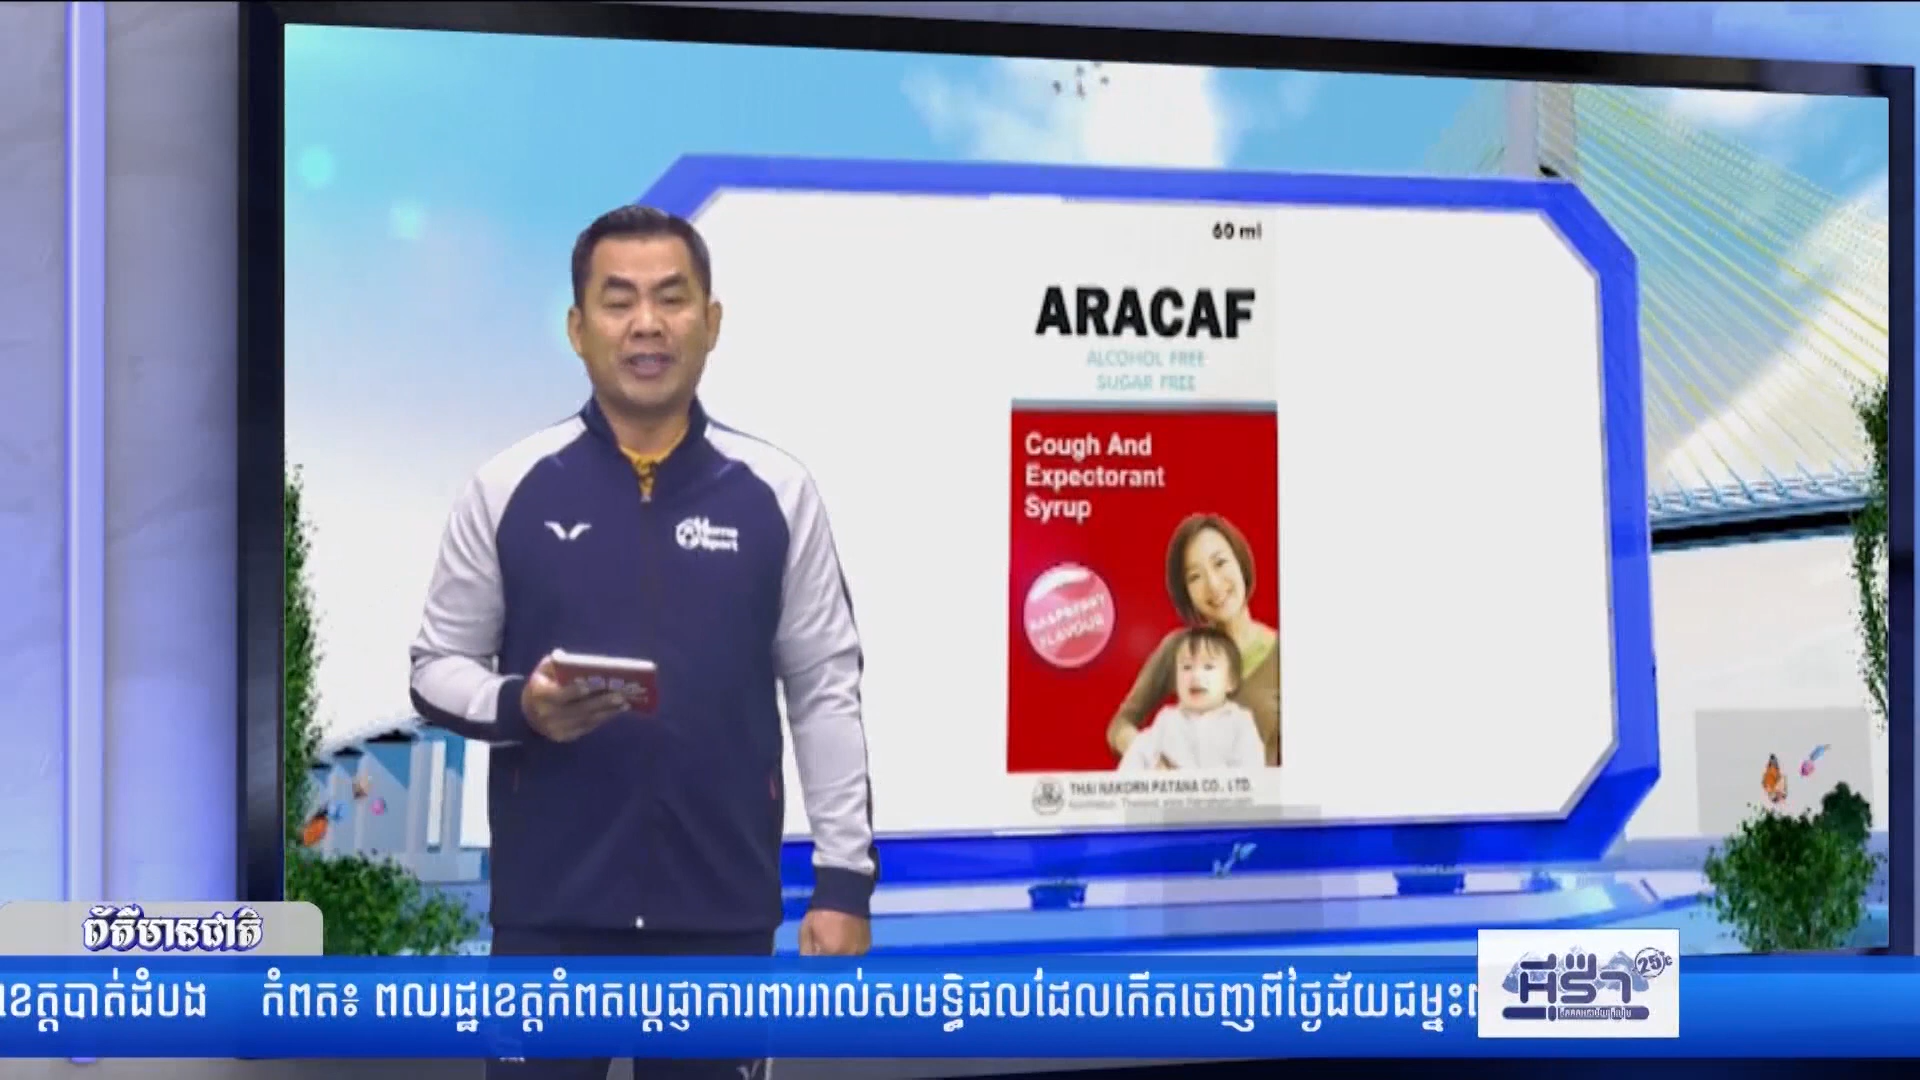 60 ml
ARACAF
ALCOHOL FREE
SUGAR FREE
Cough And
Expectorant
Syrup
RASPBERRY
FLAVOUR
THAI NAKORN PATANA CO., LTD.
Sport
ព័ត៌មានជាតិ
ខេត្តបាត់ដំបង កំពត៖ ពលរដ្ឋខេត្តកំពតប្ដេជ្ញាការពាររាល់សមទ្ធិផលដែលកើតចេញពីថ្ងៃជ័យជម្នះ
25